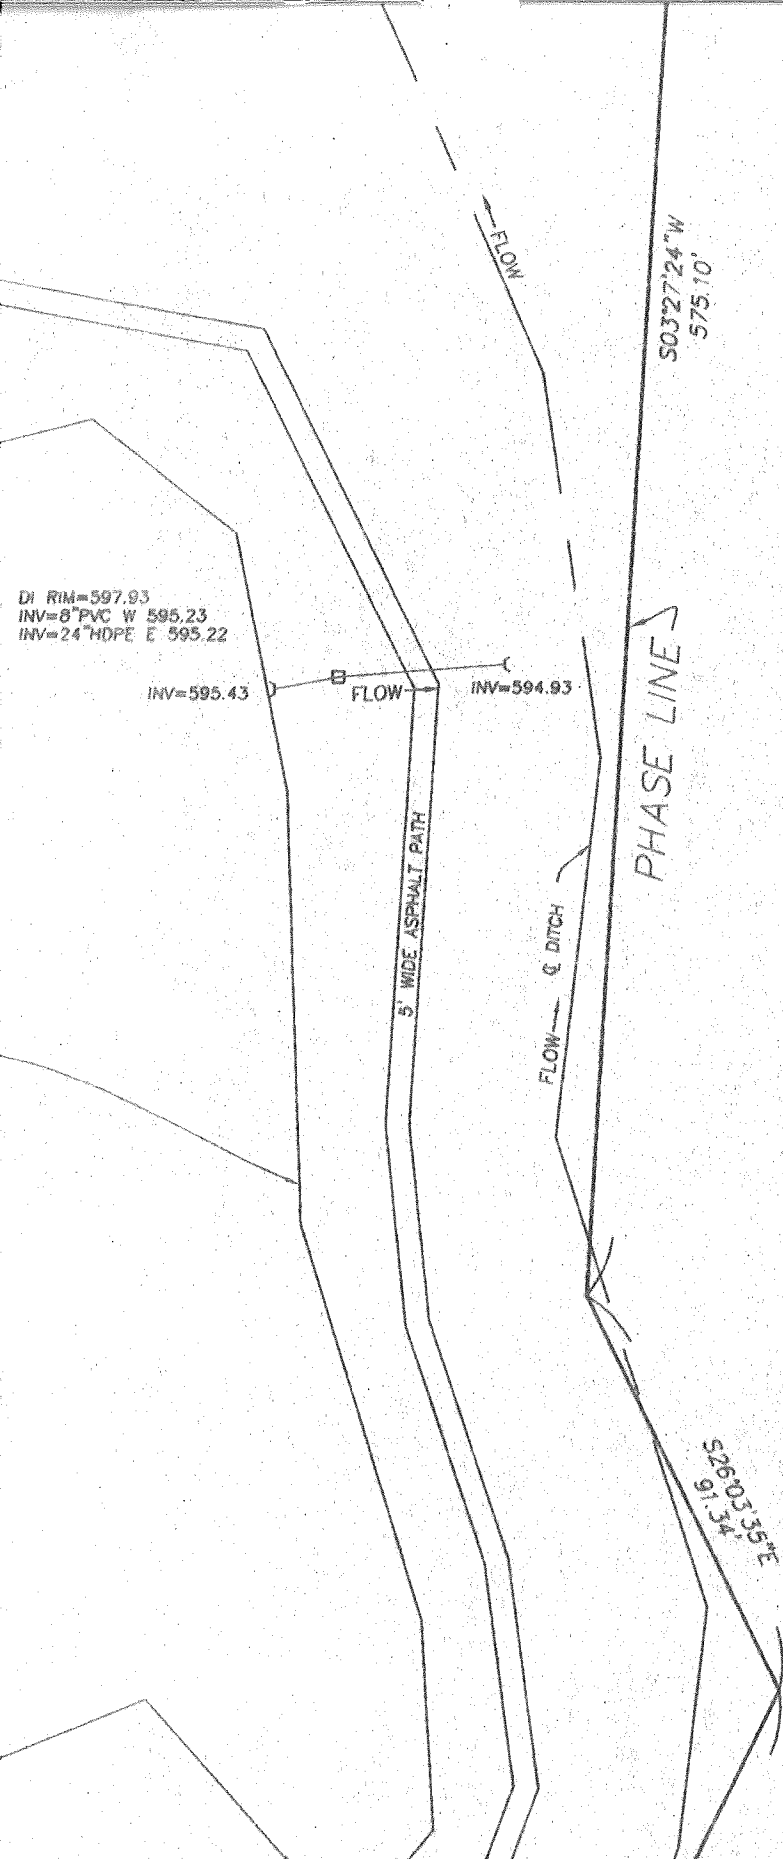 FLOW
S03°27'24"W
575.10'
DI RIM=597.93
INV=8"PVC W 595.23
INV=24"HDPE E 595.22
INV=595.43
FLOW
INV=594.93
PHASE LINE
5' WIDE ASPHALT PATH
FLOW
℄ DITCH
S26°03'35"E
91.34'